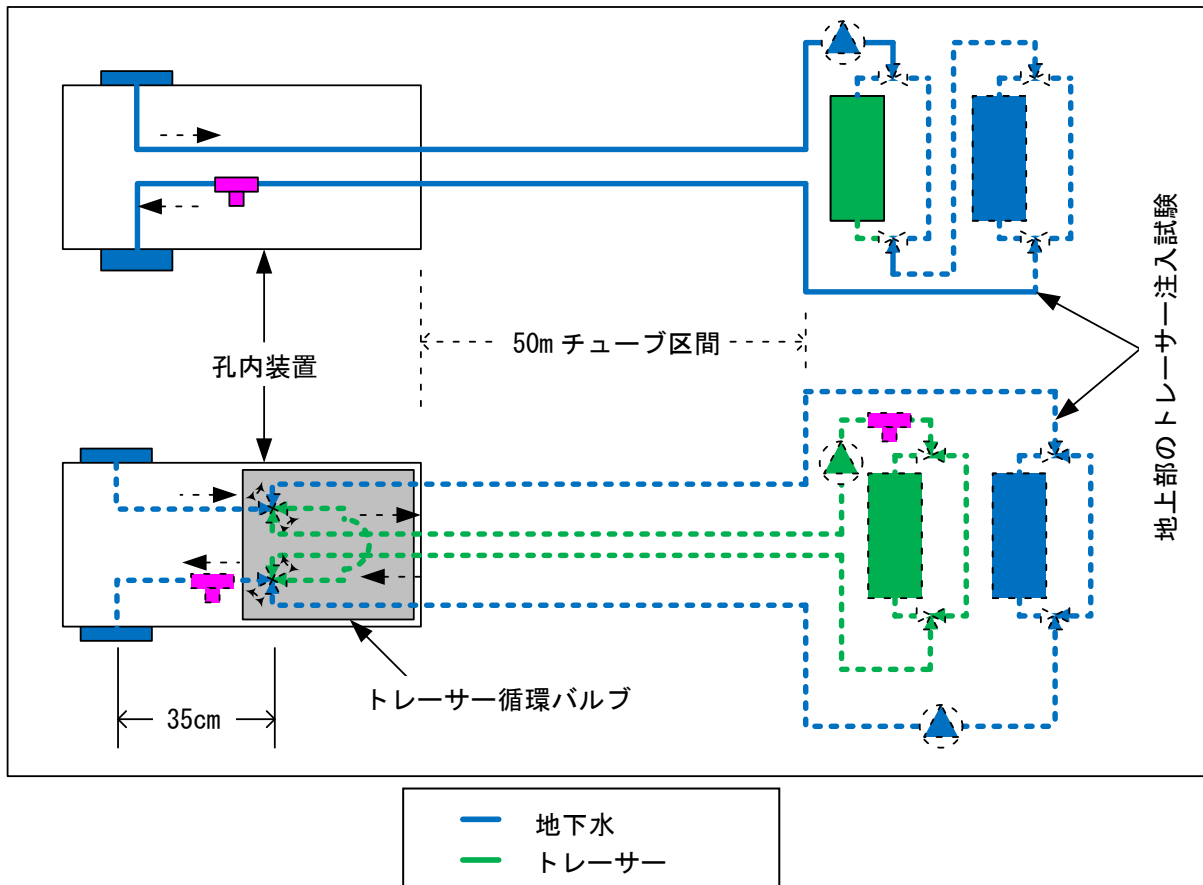 孔内装置
50m チューブ区間
地上部のトレーサー注入試験
トレーサー循環バルブ
35cm
地下水
トレーサー